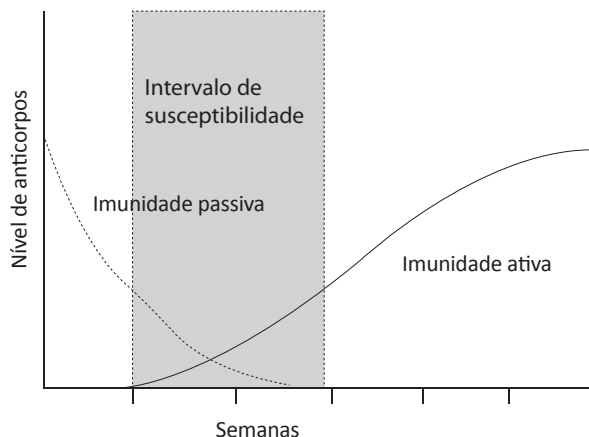 Nível de anticorpos
Intervalo de
susceptibilidade
Imunidade passiva
Imunidade ativa
Semanas